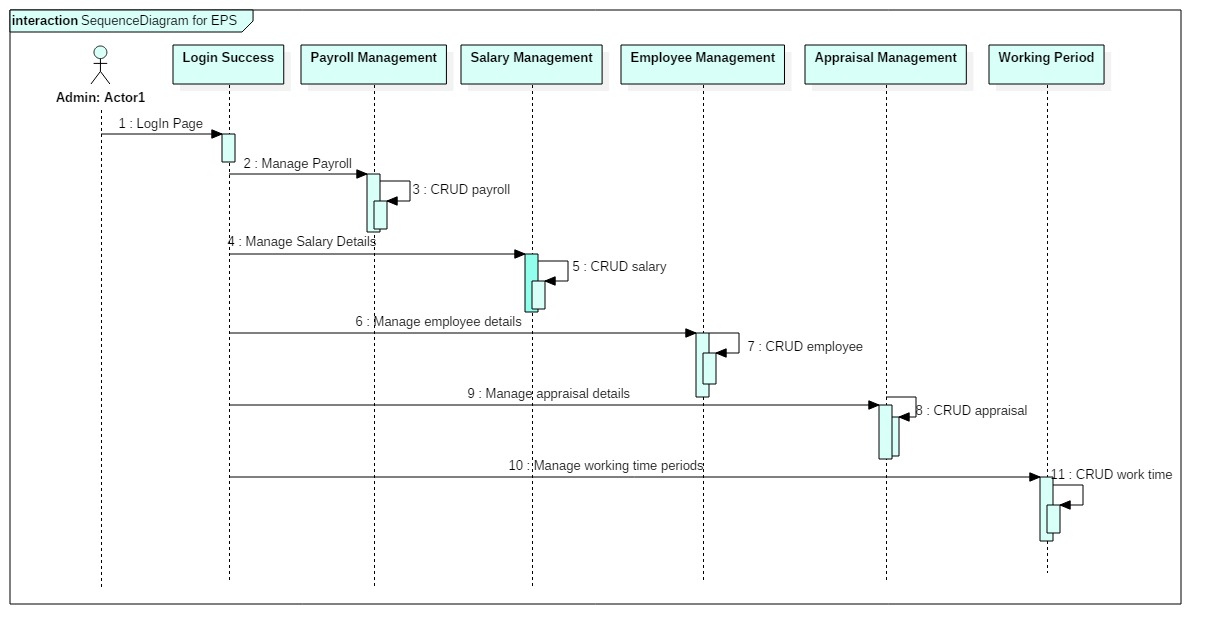 interaction SequenceDiagram for EPS
Login Success
Payroll Management
Salary Management
Employee Management
Appraisal Management
Working Period
Admin: Actor1
1 : LogIn Page
2 : Manage Payroll
3 : CRUD payroll
4 : Manage Salary Details
5 : CRUD salary
6 : Manage employee details
7 : CRUD employee
9 : Manage appraisal details
8 : CRUD appraisal
10 : Manage working time periods
11 : CRUD work time